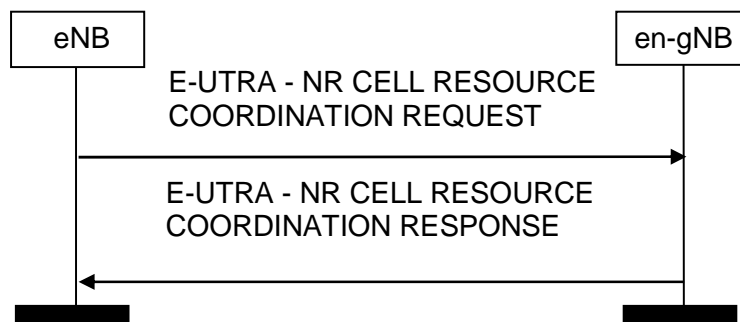 eNB
en-gNB
E-UTRA - NR CELL RESOURCE
COORDINATION REQUEST
E-UTRA - NR CELL RESOURCE
COORDINATION RESPONSE